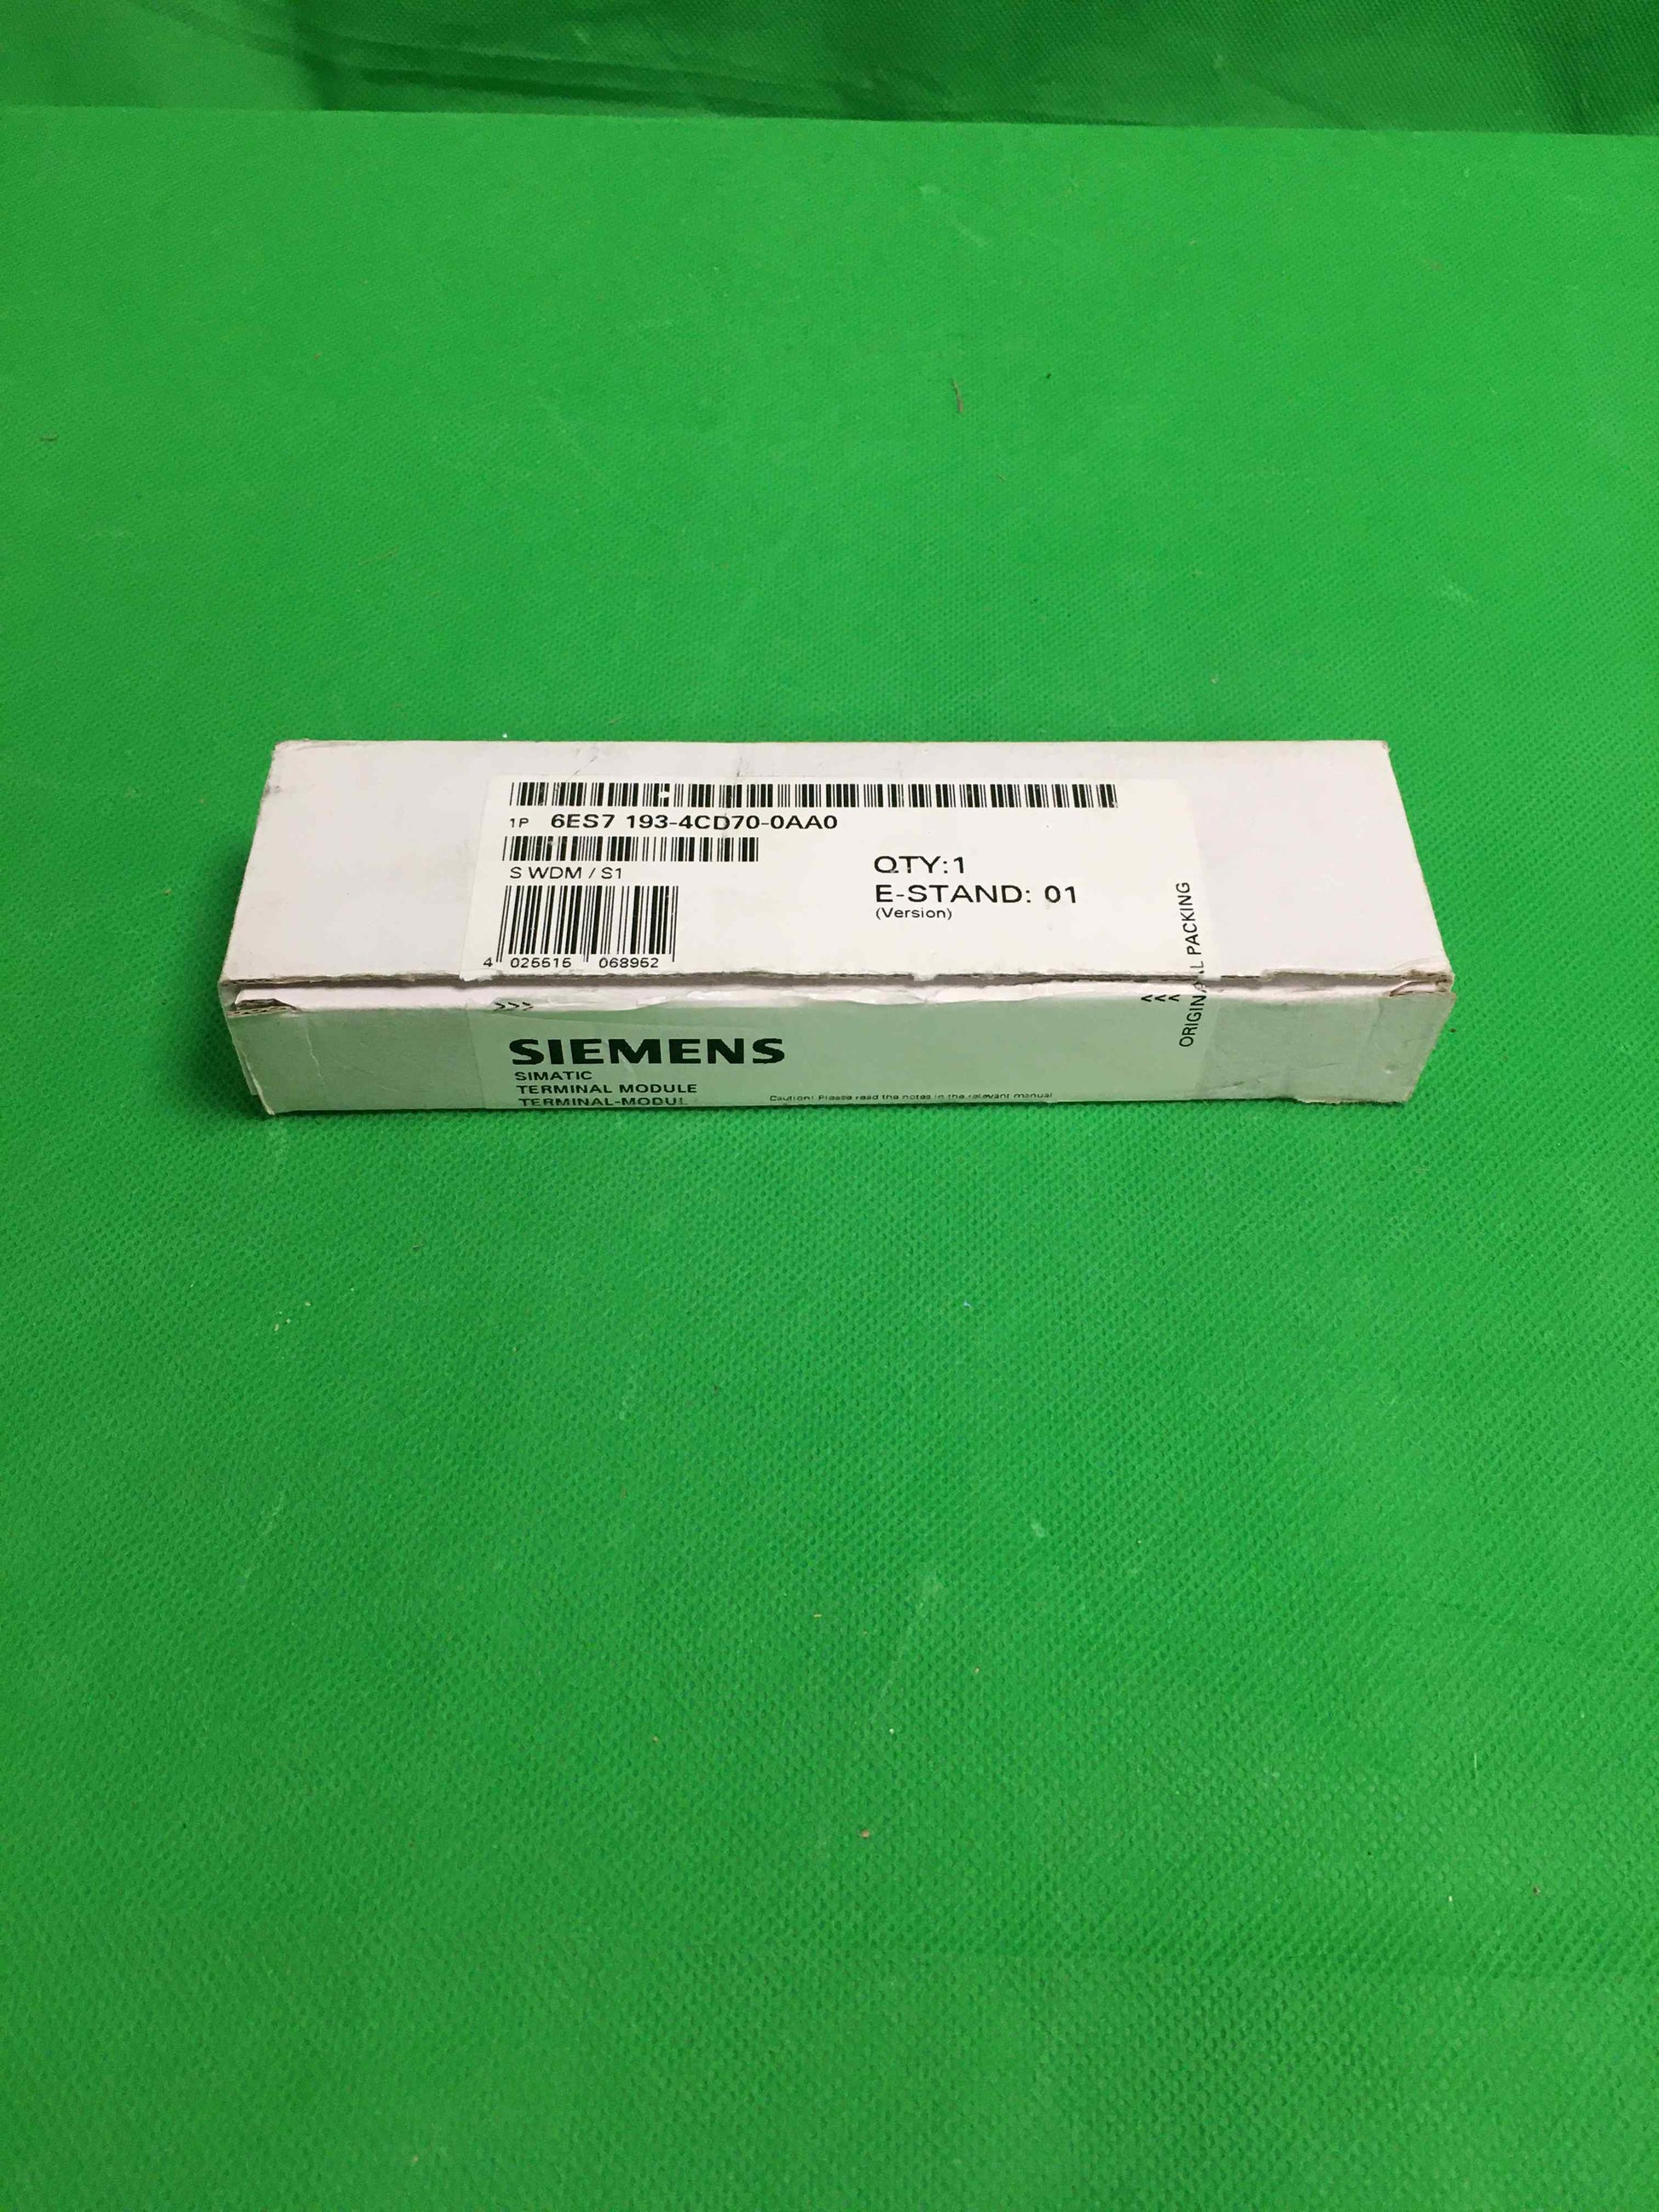 1P 6ES7 193-4CD70-0AA0
S WDM / S1
QTY:1
E-STAND: 01
(Version)
4 025515 068952
ORIGINAL PACKING
>>> <<<
SIEMENS
SIMATIC
TERMINAL MODULE
TERMINAL-MODUL
Caution! Please read the notes in the relevant manual